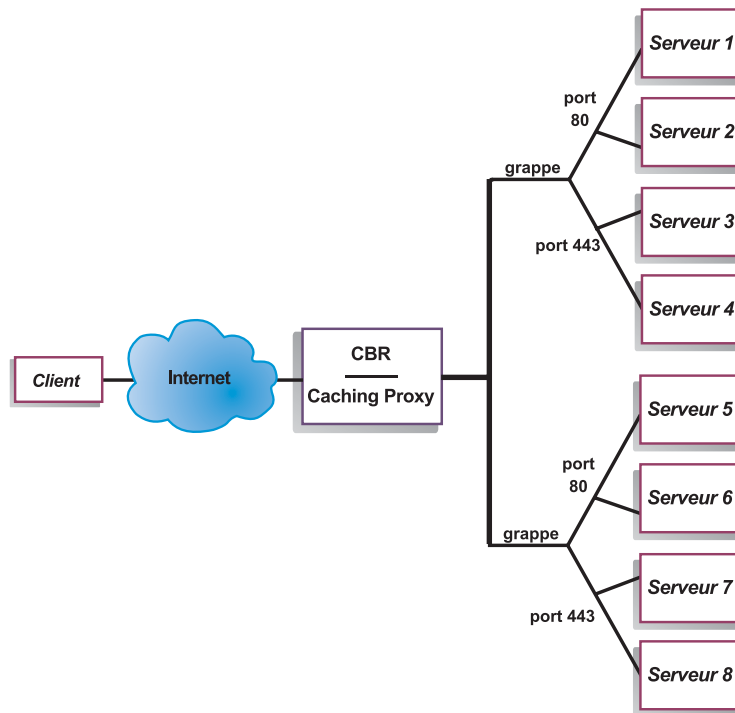 Serveur 1
port
80
Serveur 2
grappe
Serveur 3
port 443
Serveur 4
Client
Internet
CBR
Caching Proxy
Serveur 5
port
80
Serveur 6
grappe
Serveur 7
port 443
Serveur 8